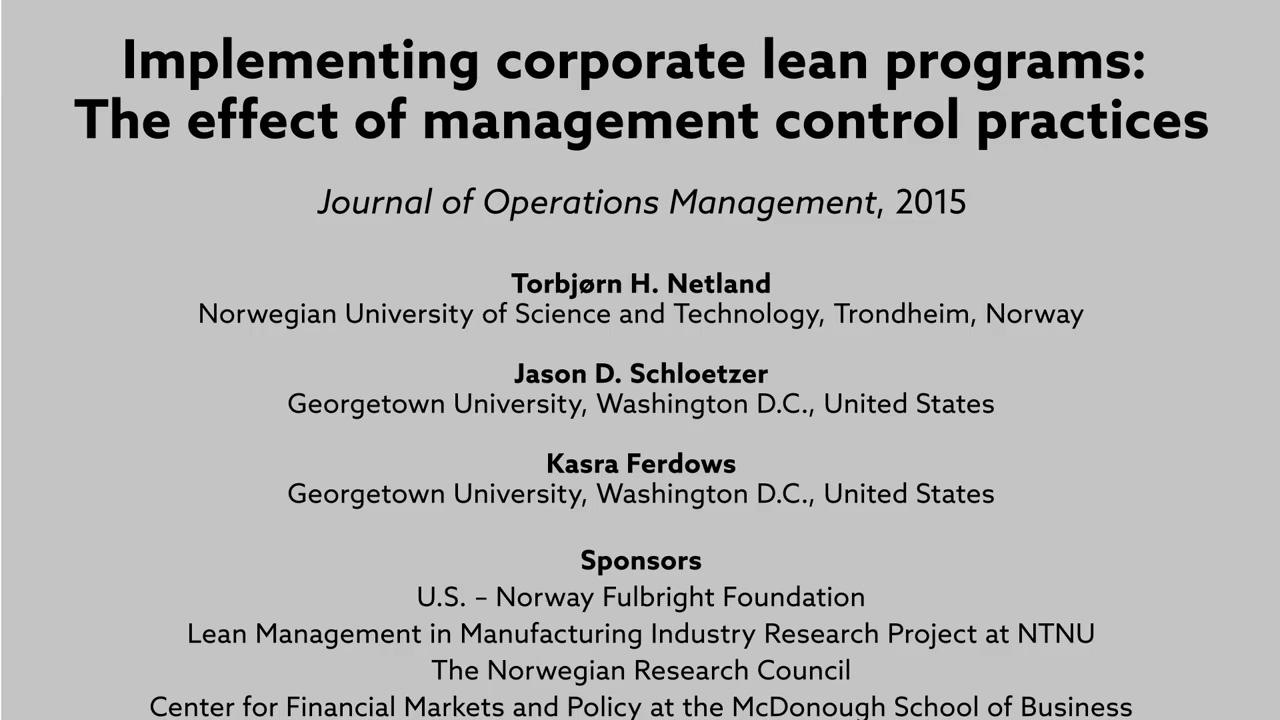 Implementing corporate lean programs:
The effect of management control practices
Journal of Operations Management, 2015
Torbjørn H. Netland
Norwegian University of Science and Technology, Trondheim, Norway
Jason D. Schloetzer
Georgetown University, Washington D.C., United States
Kasra Ferdows
Georgetown University, Washington D.C., United States
Sponsors
U.S. – Norway Fulbright Foundation
Lean Management in Manufacturing Industry Research Project at NTNU
The Norwegian Research Council
Center for Financial Markets and Policy at the McDonough School of Business